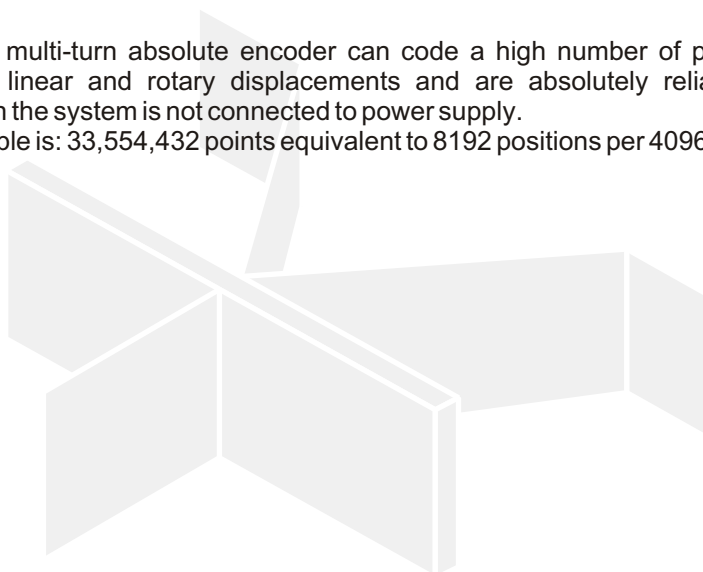 multi-turn absolute encoder can code a high number of p
linear and rotary displacements and are absolutely relia
the system is not connected to power supply.
ble is: 33,554,432 points equivalent to 8192 positions per 4096